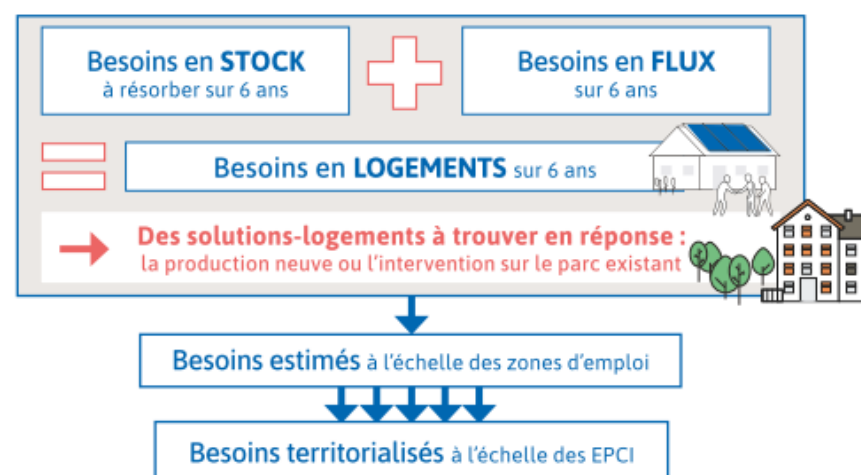 Besoins en STOCK
à résorber sur 6 ans
Besoins en FLUX
sur 6 ans
Besoins en LOGEMENTS sur 6 ans
Des solutions-logements à trouver en réponse :
la production neuve ou l'intervention sur le parc existant
Besoins estimés à l'échelle des zones d'emploi
Besoins territorialisés à l'échelle des EPCI